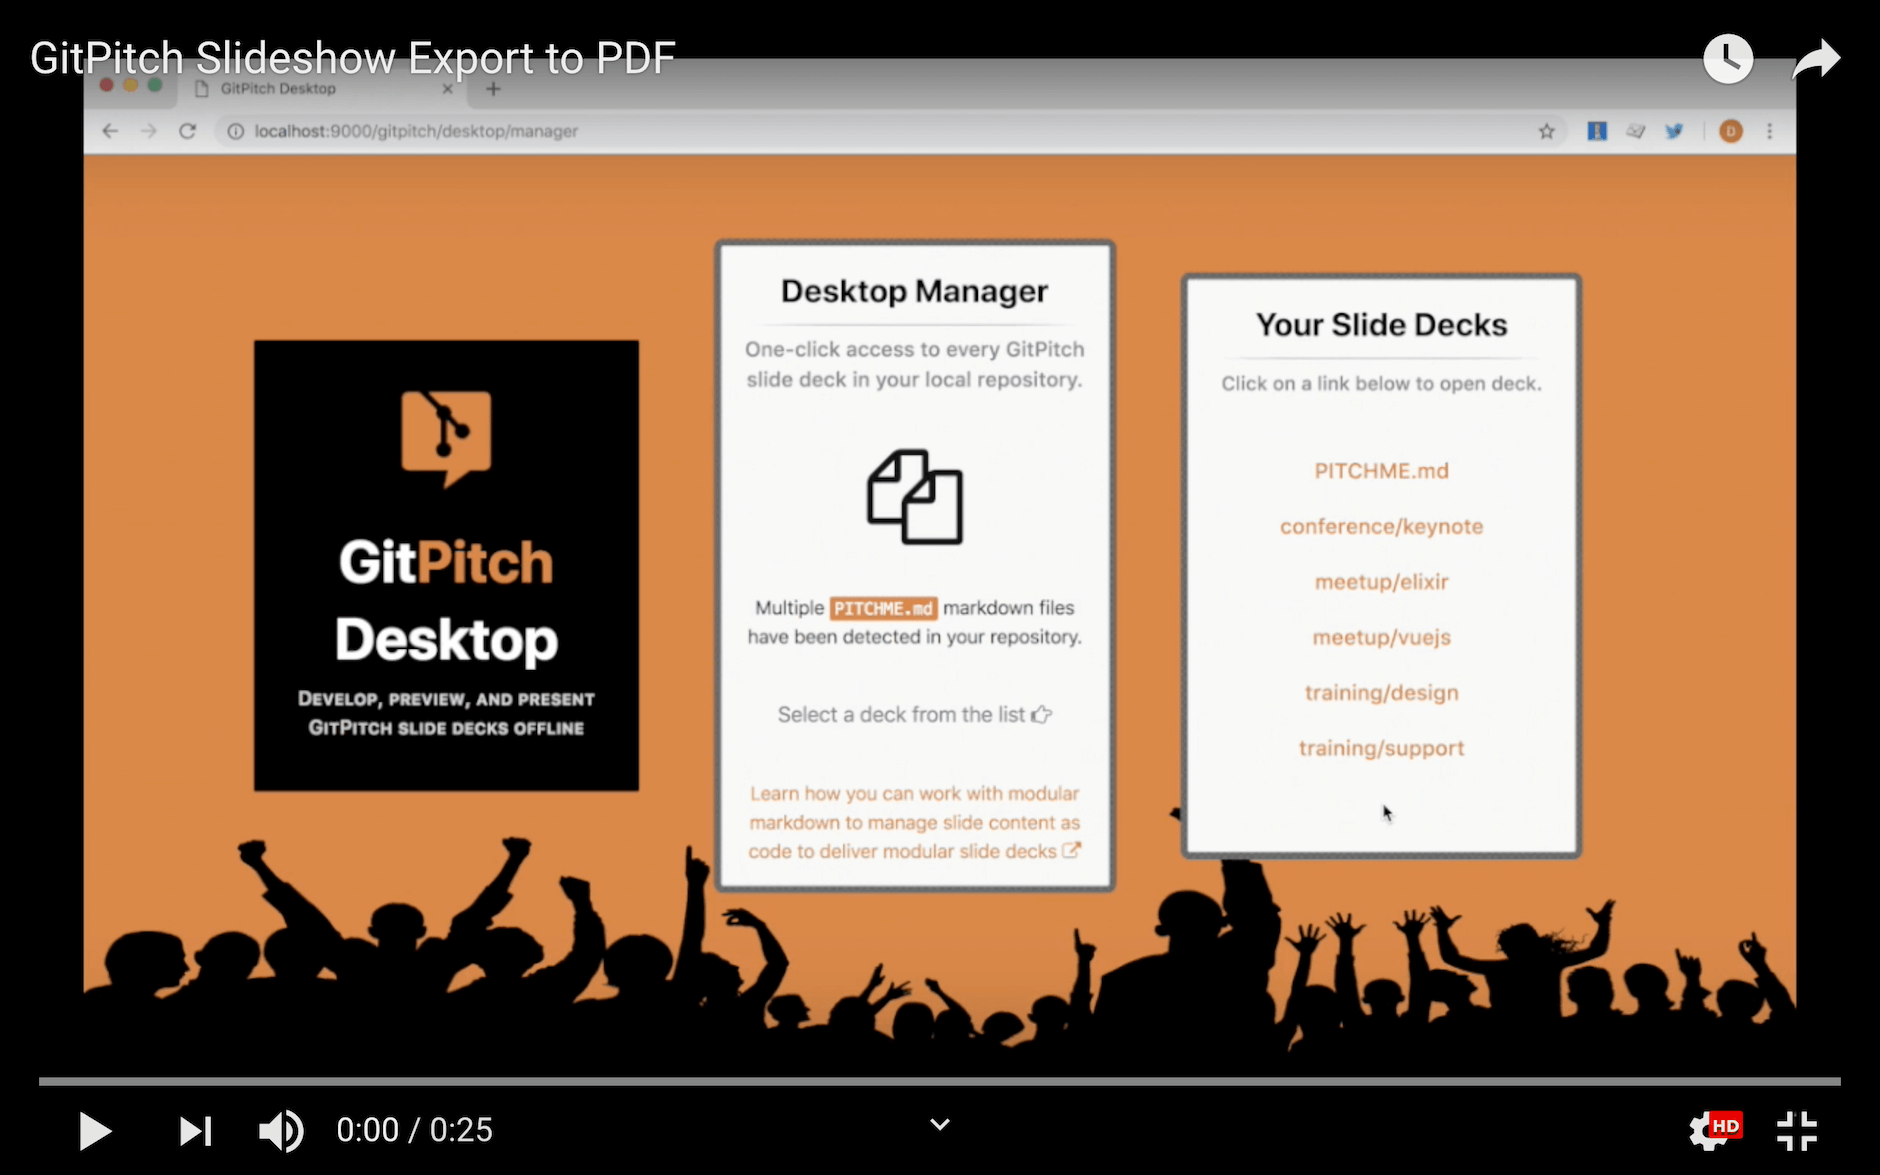 GitPitch Slideshow Export to PDF
GitPitch Desktop
localhost:9000/gitpitch/desktop/manager
D
GitPitch
Desktop
DEVELOP, PREVIEW, AND PRESENT
GITPITCH SLIDE DECKS OFFLINE
Desktop Manager
One-click access to every GitPitch
slide deck in your local repository.
Multiple PITCHME.md markdown files
have been detected in your repository.
Select a deck from the list
Learn how you can work with modular
markdown to manage slide content as
code to deliver modular slide decks
Your Slide Decks
Click on a link below to open deck.
PITCHME.md
conference/keynote
meetup/elixir
meetup/vuejs
training/design
training/support
0:00 / 0:25
HD